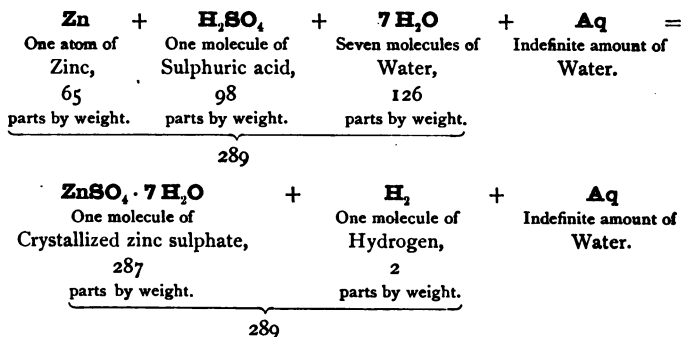 Zn + H₂SO₄ + 7 H₂O + Aq =
One atom of One molecule of Seven molecules of Indefinite amount of
Zinc, Sulphuric acid, Water, Water.
65 98 126
parts by weight. parts by weight. parts by weight.
289
ZnSO₄ · 7 H₂O + H₂ + Aq
One molecule of One molecule of Indefinite amount of
Crystallized zinc sulphate, Hydrogen, Water.
287 2
parts by weight. parts by weight.
289